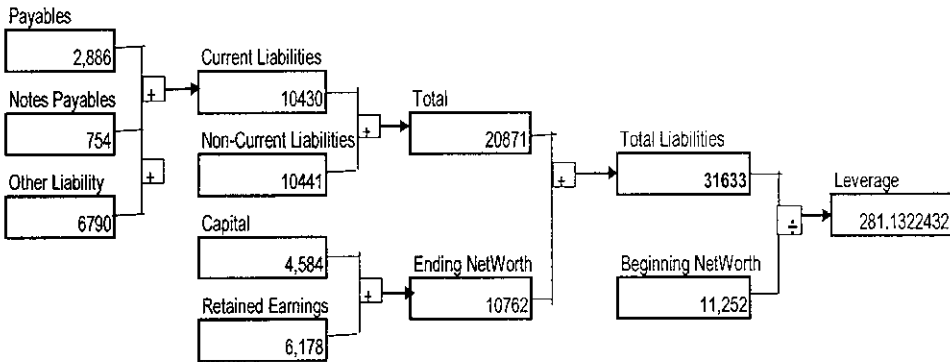 Payables
2,886
+
Notes Payables
754
+
Other Liability
6790
Current Liabilities
10430
+
Non-Current Liabilities
10441
Capital
4,584
+
Retained Earnings
6,178
Total
20871
+
Ending NetWorth
10762
Total Liabilities
31633
÷
Beginning NetWorth
11,252
Leverage
281.1322432